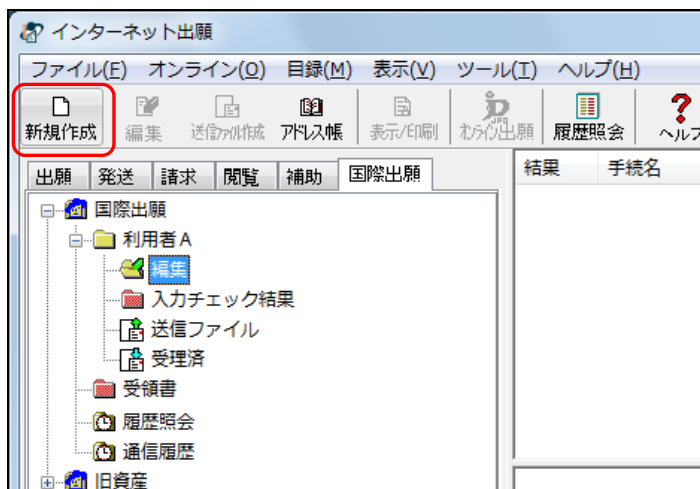 インターネット出願
ファイル(F) オンライン(O) 目録(M) 表示(V) ツール(T) ヘルプ(H)
新規作成 編集 送信ファイル作成 アドレス帳 表示/印刷 オンライン出願 履歴照会 ヘルプ
出願 発送 請求 閲覧 補助 国際出願
結果 手続名
国際出願
利用者A
編集
入力チェック結果
送信ファイル
受理済
受領書
履歴照会
通信履歴
旧資産